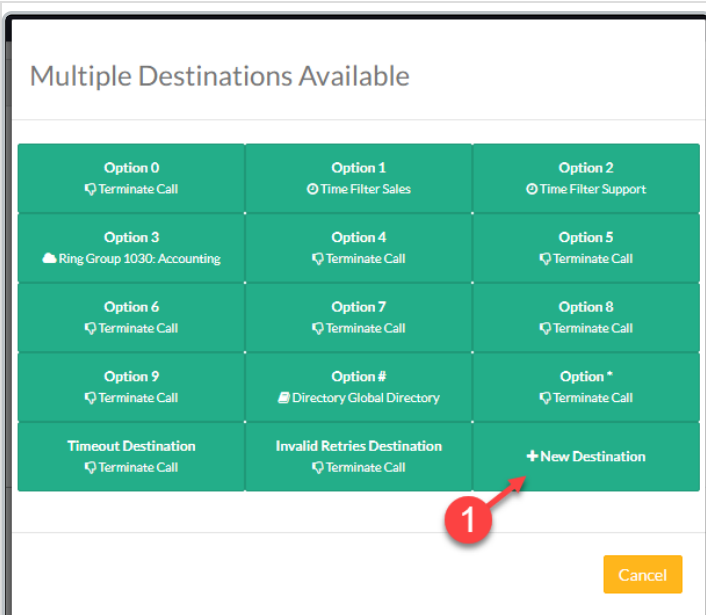 Multiple Destinations Available
Option 0
Terminate Call
Option 1
Time Filter Sales
Option 2
Time Filter Support
Option 3
Ring Group 1030: Accounting
Option 4
Terminate Call
Option 5
Terminate Call
Option 6
Terminate Call
Option 7
Terminate Call
Option 8
Terminate Call
Option 9
Terminate Call
Option #
Directory Global Directory
Option *
Terminate Call
Timeout Destination
Terminate Call
Invalid Retries Destination
Terminate Call
+New Destination
1
Cancel